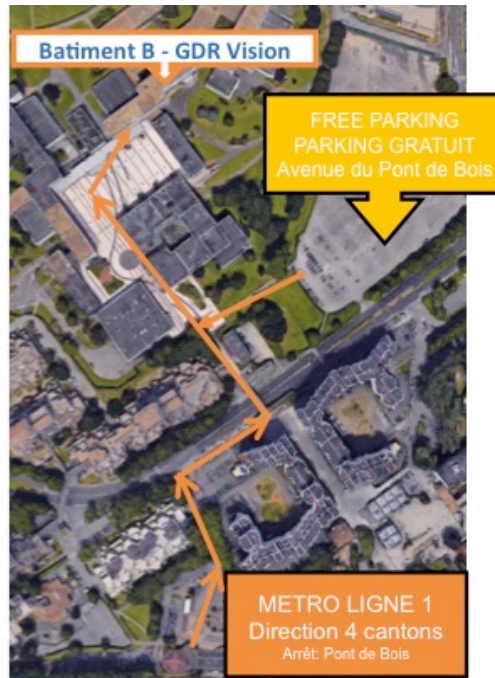 Batiment B - GDR Vision
FREE PARKING
PARKING GRATUIT
Avenue du Pont de Bois
METRO LIGNE 1
Direction 4 cantons
Arrêt: Pont de Bois